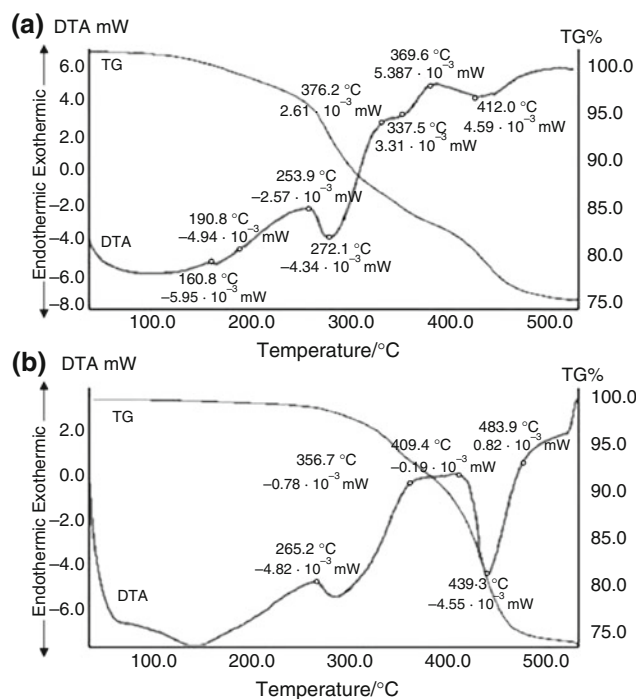 (a) DTA mW
TG%
Endothermic Exothermic
6.0
4.0
2.0
0.0
−2.0
−4.0
−6.0
−8.0
TG
DTA
160.8 °C
−5.95 · 10⁻³ mW
190.8 °C
−4.94 · 10⁻³ mW
253.9 °C
−2.57 · 10⁻³ mW
272.1 °C
−4.34 · 10⁻³ mW
376.2 °C
2.61 · 10⁻³ mW
337.5 °C
3.31 · 10⁻³ mW
369.6 °C
5.387 · 10⁻³ mW
412.0 °C
4.59 · 10⁻³ mW
100.0
95.0
90.0
85.0
80.0
75.0
100.0 200.0 300.0 400.0 500.0
Temperature/°C
(b) DTA mW
TG%
Endothermic Exothermic
2.0
0.0
−2.0
−4.0
−6.0
TG
DTA
265.2 °C
−4.82 · 10⁻³ mW
356.7 °C
−0.78 · 10⁻³ mW
409.4 °C
−0.19 · 10⁻³ mW
439.3 °C
−4.55 · 10⁻³ mW
483.9 °C
0.82 · 10⁻³ mW
100.0
95.0
90.0
85.0
80.0
75.0
100.0 200.0 300.0 400.0 500.0
Temperature/°C